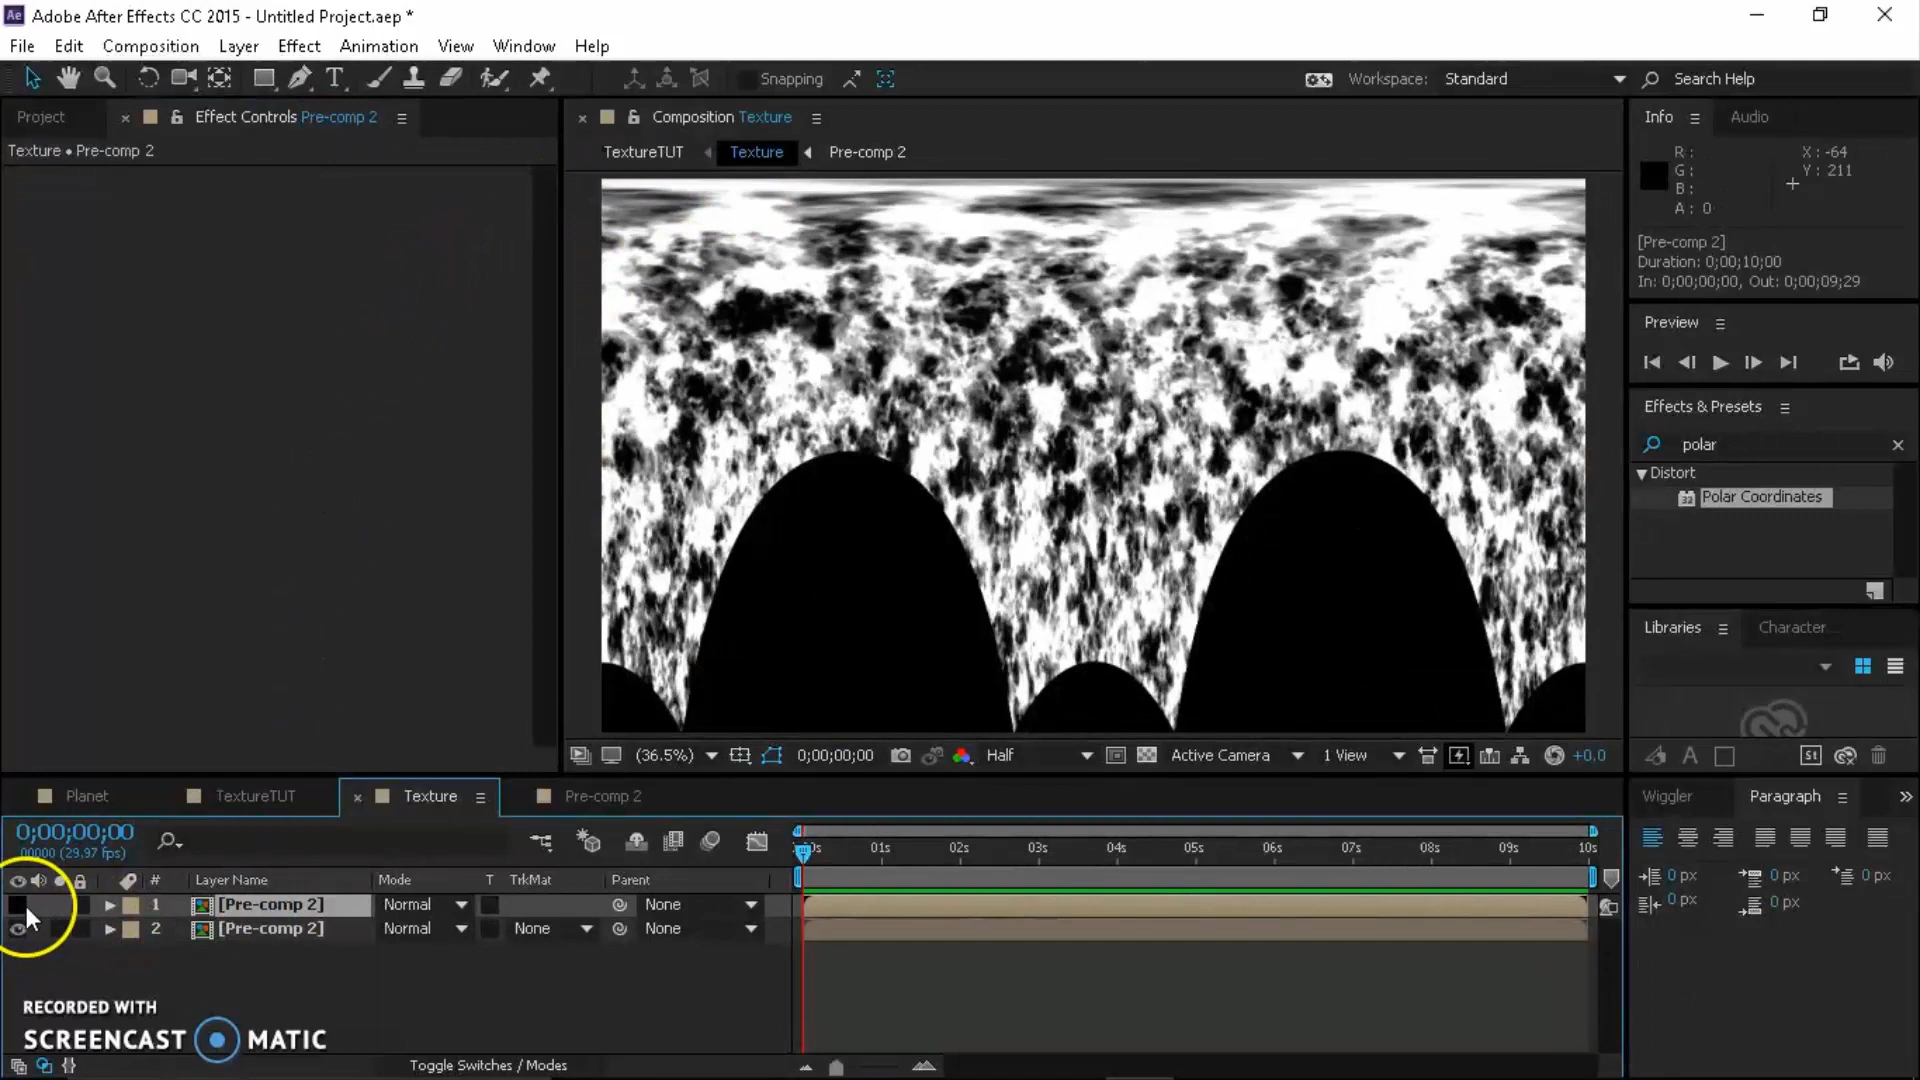 Ae Adobe After Effects CC 2015 - Untitled Project.aep *
File Edit Composition Layer Effect Animation View Window Help
Snapping Workspace: Standard Search Help
Project Effect Controls Pre-comp 2
Texture • Pre-comp 2
Composition Texture
TextureTUT Texture Pre-comp 2
Info Audio
R : X : -64
G : Y : 211
B :
A : 0
[Pre-comp 2]
Duration: 0;00;10;00
In: 0;00;00;00, Out: 0;00;09;29
Preview
Effects & Presets
polar
Distort
32 Polar Coordinates
Libraries Character
St
(36.5%) 0;00;00;00 Half Active Camera 1 View +0.0
Planet TextureTUT Texture Pre-comp 2
Wiggler Paragraph
0;00;00;00
00000 (29.97 fps)
01s 02s 03s 04s 05s 06s 07s 08s 09s 10s
# Layer Name Mode T TrkMat Parent
1 [Pre-comp 2] Normal None
2 [Pre-comp 2] Normal None None
0 px 0 px 0 px
0 px 0 px
RECORDED WITH
SCREENCAST MATIC
Toggle Switches / Modes